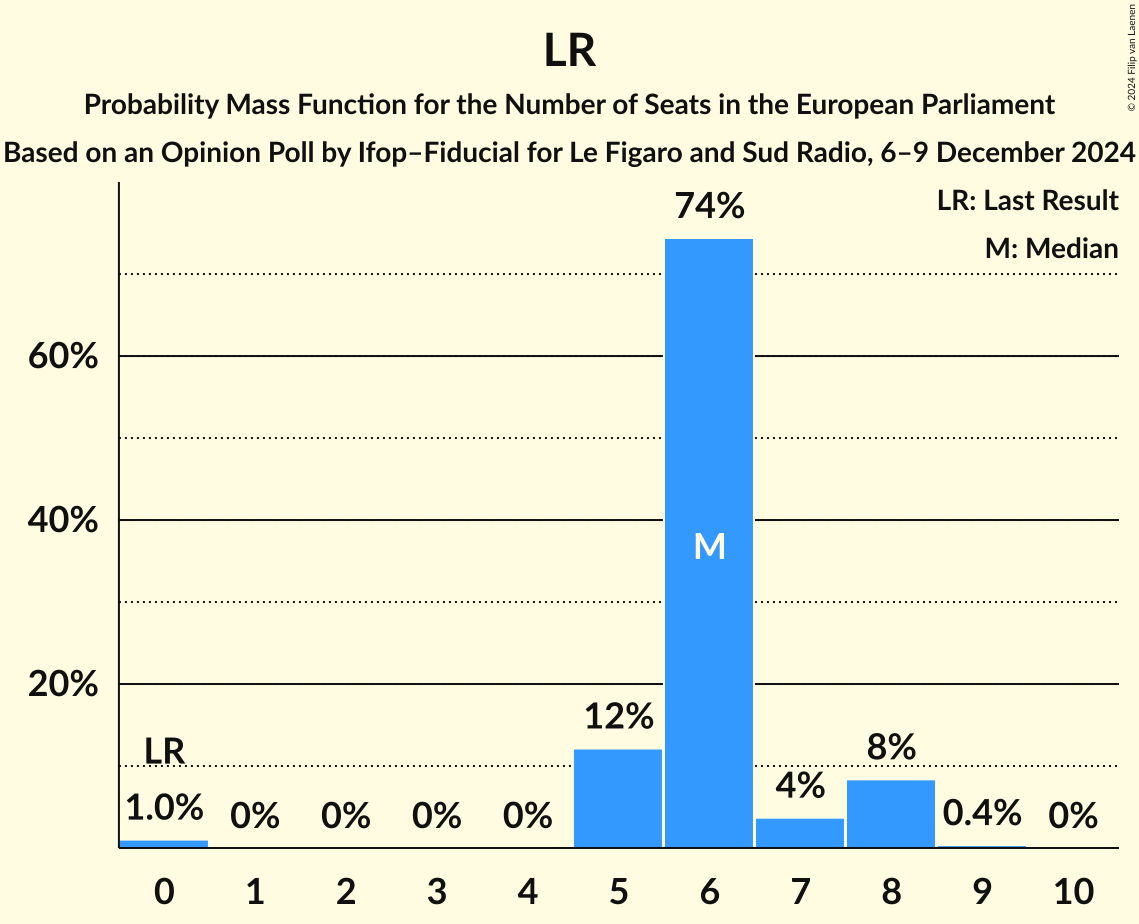 LR
Probability Mass Function for the Number of Seats in the European Parliament
Based on an Opinion Poll by Ifop–Fiducial for Le Figaro and Sud Radio, 6–9 December 2024
© 2024 Filip van Laenen
LR: Last Result
M: Median
74%
60%
40%
M
20%
12%
LR
8%
4%
1.0%
0%
0%
0%
0%
0.4%
0%
0 1 2 3 4 5 6 7 8 9 10